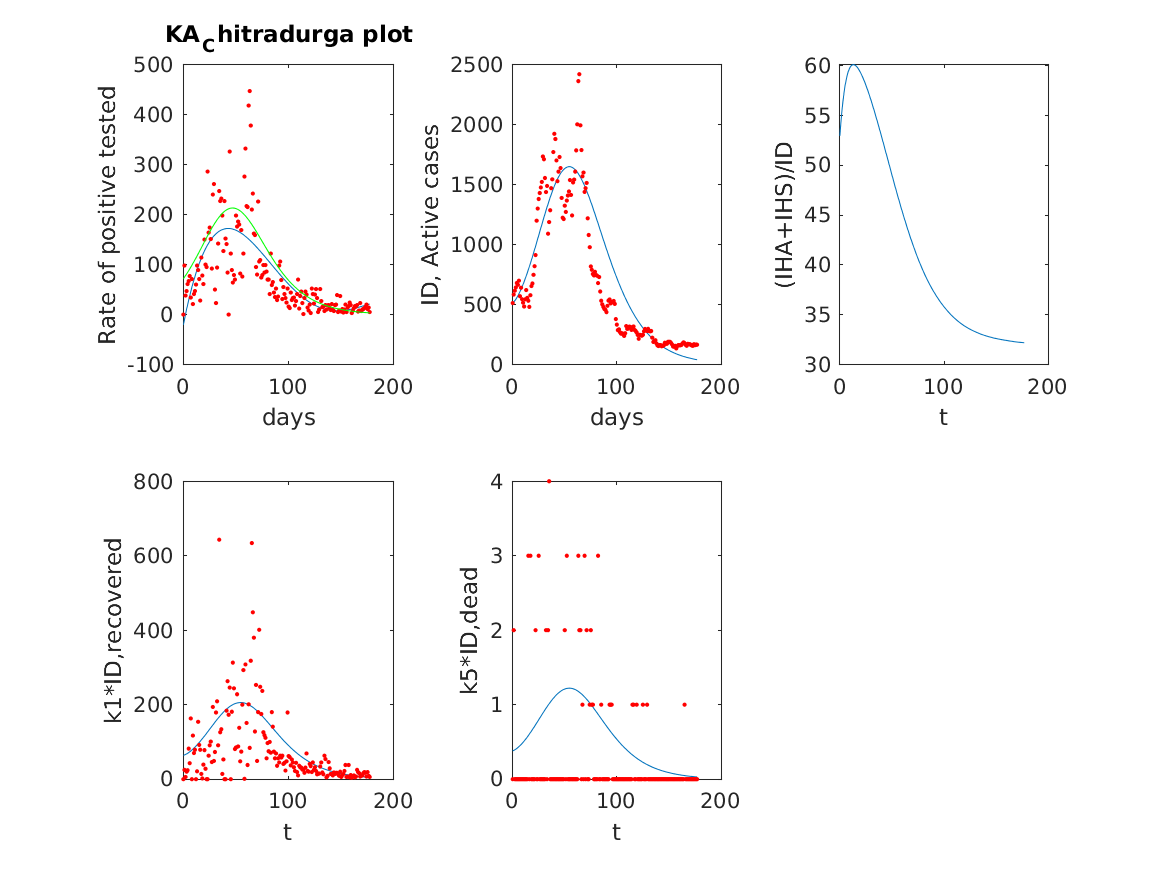 KA_Chitradurga plot
Rate of positive tested
500
400
300
200
100
0
-100
0 100 200
days
ID, Active cases
2500
2000
1500
1000
500
0
0 100 200
days
(IHA+IHS)/ID
60
55
50
45
40
35
30
0 100 200
t
k1*ID,recovered
800
600
400
200
0
0 100 200
t
k5*ID,dead
4
3
2
1
0
0 100 200
t